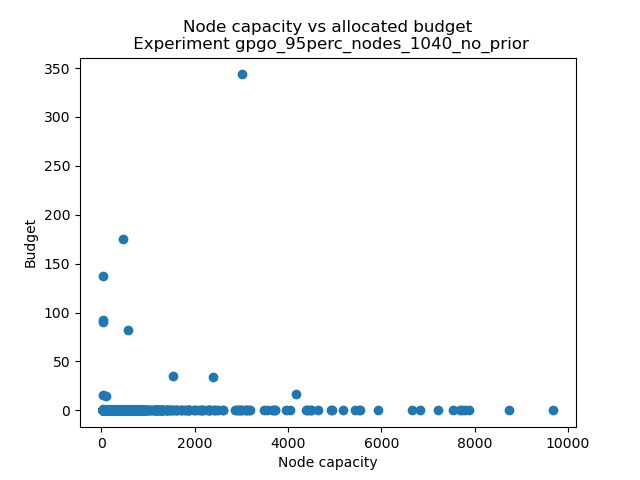 Node capacity vs allocated budget
Experiment gpgo_95perc_nodes_1040_no_prior
350
300
250
200
150
100
50
0
Budget
0 2000 4000 6000 8000 10000
Node capacity